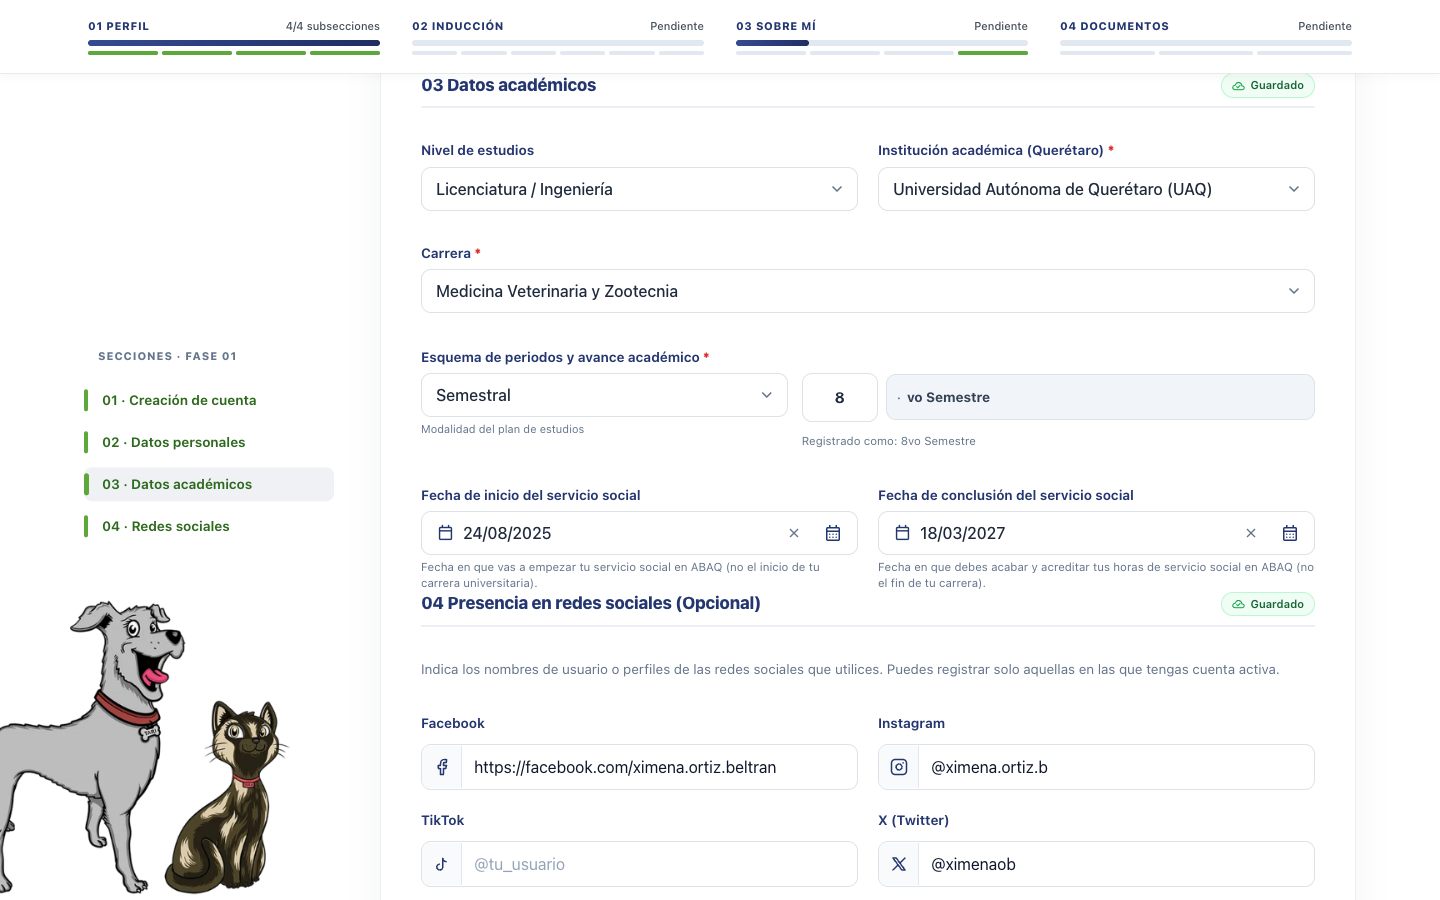 01 PERFIL
4/4 subsecciones
02 INDUCCIÓN
Pendiente
03 SOBRE MÍ
Pendiente
04 DOCUMENTOS
Pendiente
SECCIONES · FASE 01
01 · Creación de cuenta
02 · Datos personales
03 · Datos académicos
04 · Redes sociales
03 Datos académicos
Guardado
Nivel de estudios
Licenciatura / Ingeniería
Institución académica (Querétaro) *
Universidad Autónoma de Querétaro (UAQ)
Carrera *
Medicina Veterinaria y Zootecnia
Esquema de periodos y avance académico *
Semestral
8
· vo Semestre
Modalidad del plan de estudios
Registrado como: 8vo Semestre
Fecha de inicio del servicio social
24/08/2025
Fecha en que vas a empezar tu servicio social en ABAQ (no el inicio de tu
carrera universitaria).
Fecha de conclusión del servicio social
18/03/2027
Fecha en que debes acabar y acreditar tus horas de servicio social en ABAQ (no
el fin de tu carrera).
04 Presencia en redes sociales (Opcional)
Guardado
Indica los nombres de usuario o perfiles de las redes sociales que utilices. Puedes registrar solo aquellas en las que tengas cuenta activa.
Facebook
https://facebook.com/ximena.ortiz.beltran
Instagram
@ximena.ortiz.b
TikTok
@tu_usuario
X (Twitter)
@ximenaob